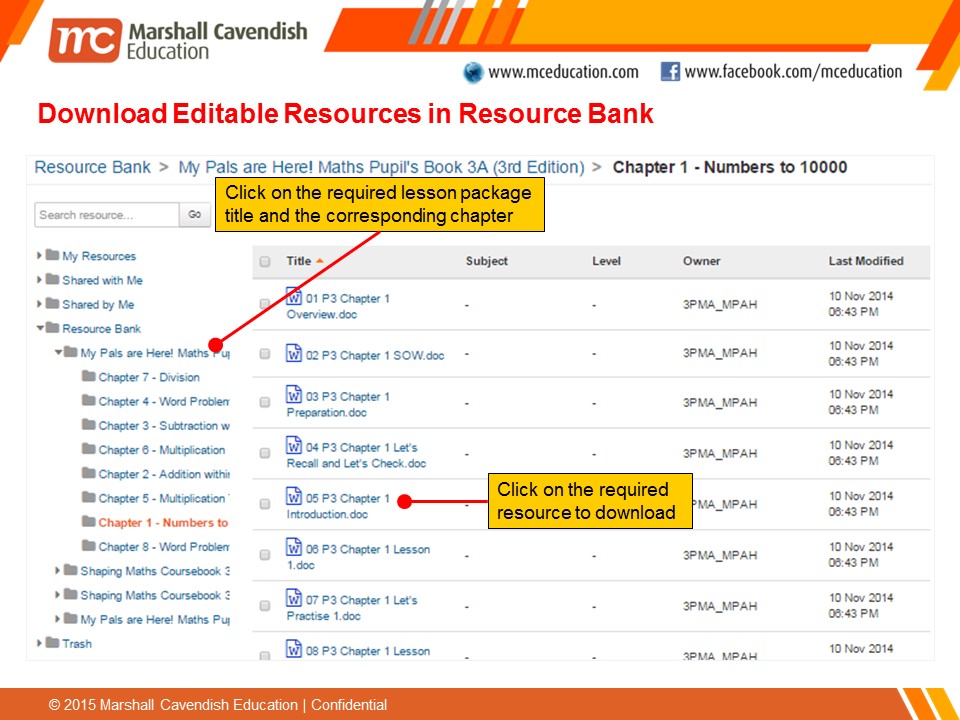 mc Marshall Cavendish
Education
www.mceducation.com
www.facebook.com/mceducation
Download Editable Resources in Resource Bank
Resource Bank > My Pals are Here! Maths Pupil's Book 3A (3rd Edition) > Chapter 1 - Numbers to 10000
Click on the required lesson package
title and the corresponding chapter
Search resource...
Go
My Resources
Shared with Me
Shared by Me
Resource Bank
My Pals are Here! Maths Pup
Chapter 7 - Division
Chapter 4 - Word Problem
Chapter 3 - Subtraction w
Chapter 6 - Multiplication
Chapter 2 - Addition within
Chapter 5 - Multiplication
Chapter 1 - Numbers to
Chapter 8 - Word Problem
Shaping Maths Coursebook 3
Shaping Maths Coursebook 3
My Pals are Here! Maths Pup
Trash
Title Subject Level Owner Last Modified
01 P3 Chapter 1
Overview.doc
- - 3PMA_MPAH
10 Nov 2014
06:43 PM
02 P3 Chapter 1 SOW.doc
- - 3PMA_MPAH
10 Nov 2014
06:43 PM
03 P3 Chapter 1
Preparation.doc
- - 3PMA_MPAH
10 Nov 2014
06:43 PM
04 P3 Chapter 1 Let's
Recall and Let's Check.doc
- - 3PMA_MPAH
10 Nov 2014
06:43 PM
05 P3 Chapter 1
Introduction.doc
Click on the required
resource to download
- PMA_MPAH
10 Nov 2014
06:43 PM
06 P3 Chapter 1 Lesson
1.doc
- - 3PMA_MPAH
10 Nov 2014
06:43 PM
07 P3 Chapter 1 Let's
Practise 1.doc
- - 3PMA_MPAH
10 Nov 2014
06:43 PM
08 P3 Chapter 1 Lesson
- - 3PMA_MPAH
10 Nov 2014
© 2015 Marshall Cavendish Education | Confidential